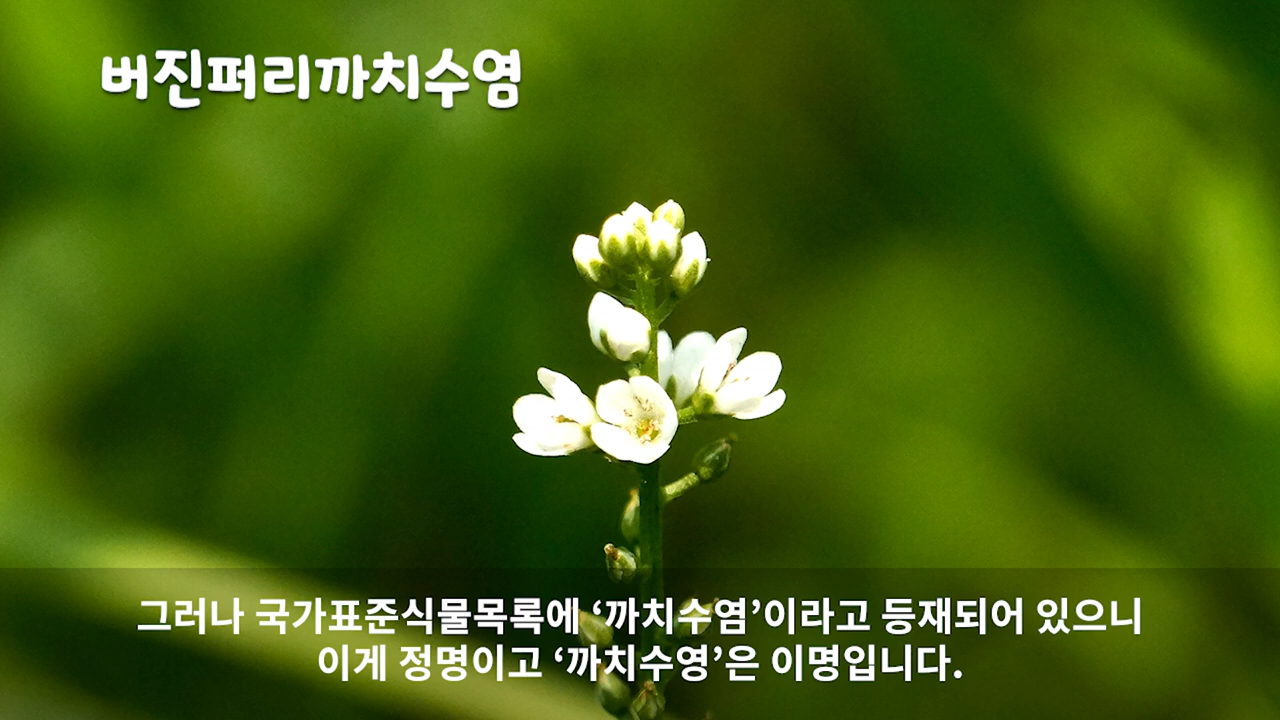 버진퍼리까치수염
그러나 국가표준식물목록에 ‘까치수염’이라고 등재되어 있으니
이게 정명이고 ‘까치수영’은 이명입니다.